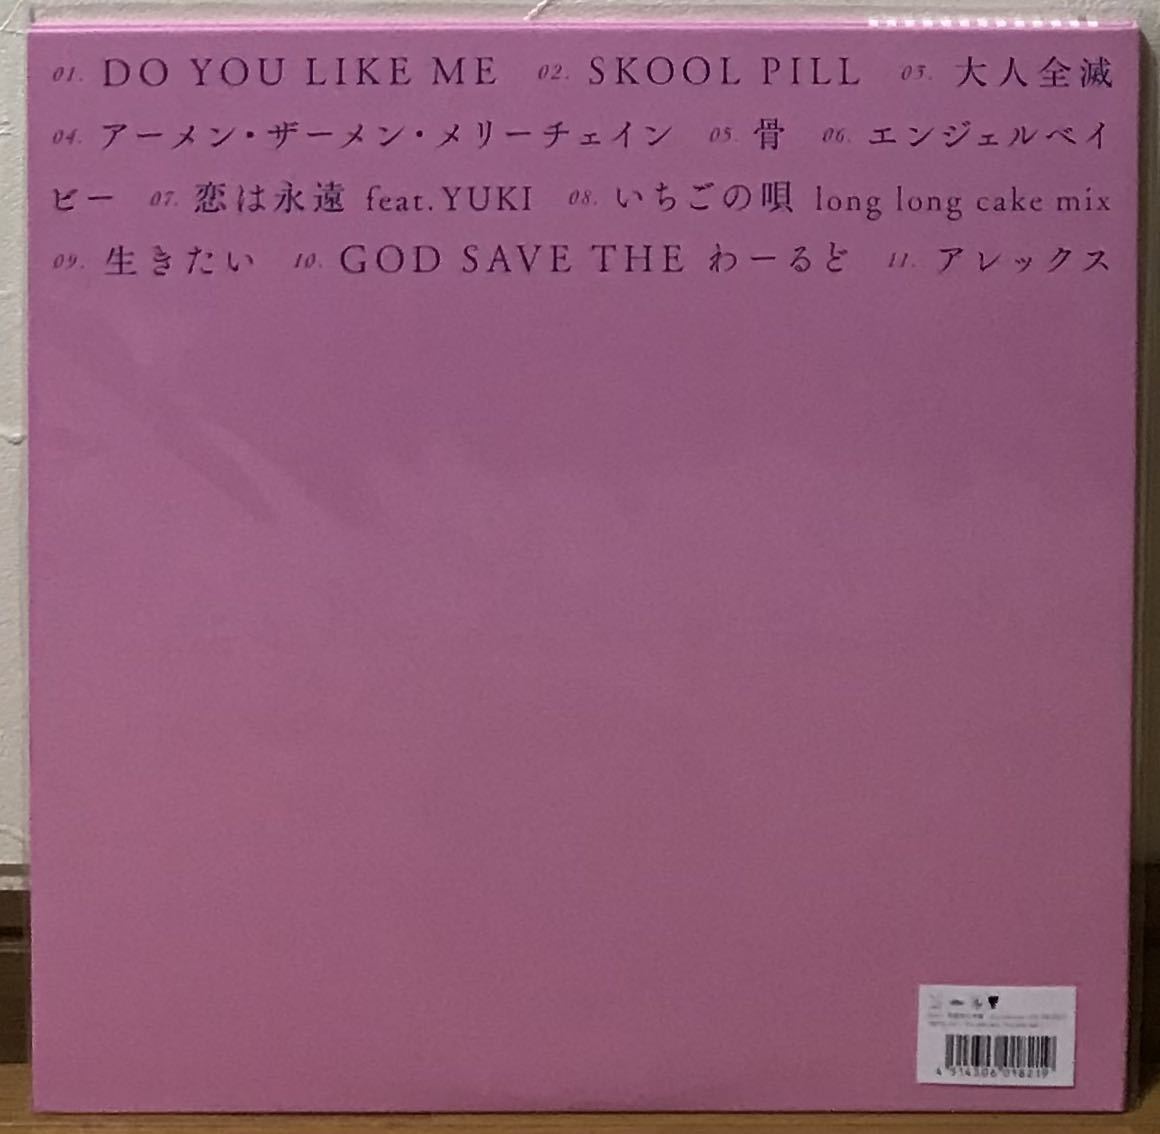 01. DO YOU LIKE ME 02. SKOOL PILL 03. 大人全滅
04. アーメン・ザーメン・メリーチェイン 05. 骨 06. エンジェルベイ
ビー 07. 恋は永遠 feat.YUKI 08. いちごの唄 long long cake mix
09. 生きたい 10. GOD SAVE THE わーるど 11. アレックス
4 514306 018219